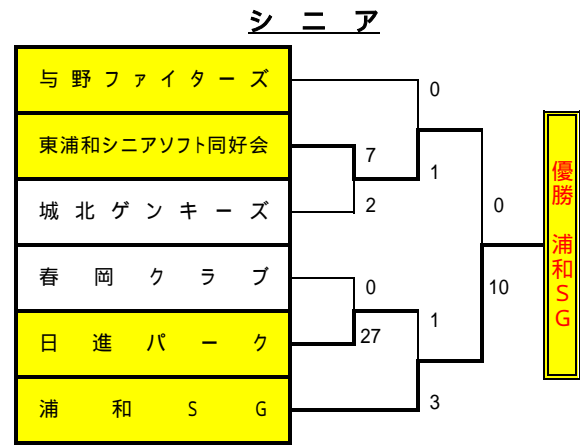 シニア
与野ファイターズ
東浦和シニアソフト同好会
城北ゲンキーズ
春岡クラブ
日進パーク
浦和SG
0
7
1
2
0
0
10
27
1
3
優勝 浦和SG